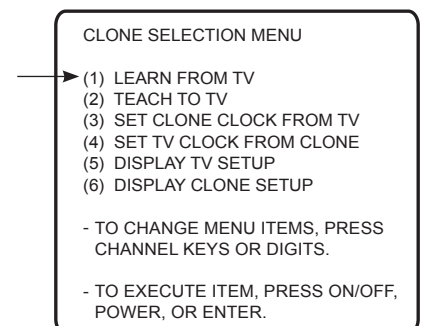 CLONE SELECTION MENU
(1) LEARN FROM TV
(2) TEACH TO TV
(3) SET CLONE CLOCK FROM TV
(4) SET TV CLOCK FROM CLONE
(5) DISPLAY TV SETUP
(6) DISPLAY CLONE SETUP
- TO CHANGE MENU ITEMS, PRESS
CHANNEL KEYS OR DIGITS.
- TO EXECUTE ITEM, PRESS ON/OFF,
POWER, OR ENTER.